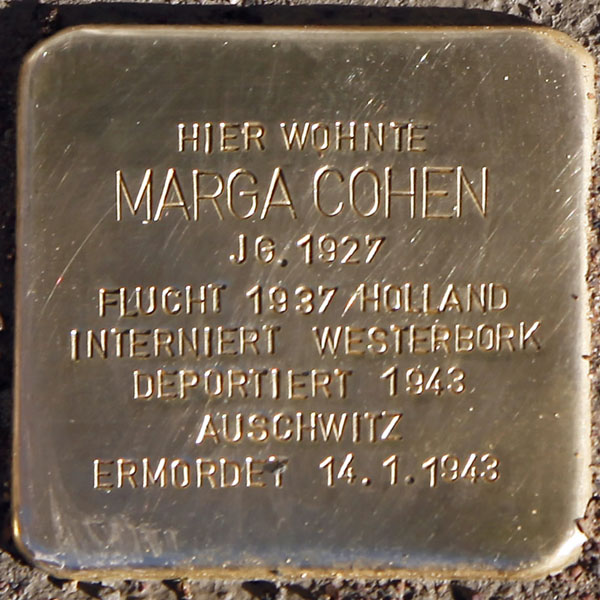 HIER WOHNTE
MARGA COHEN
JG. 1927
FLUCHT 1937/HOLLAND
INTERNIERT WESTERBORK
DEPORTIERT 1943
AUSCHWITZ
ERMORDET 14.1.1943